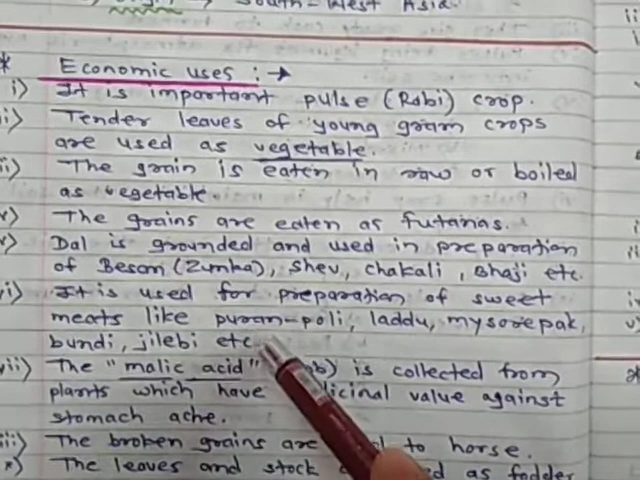 South-West Asia.
* Economic uses :→
i) It is important pulse (Rabi) crop.
i) Tender leaves of young gram crops
are used as vegetable.
i) The grain is eaten in raw or boiled
as vegetable.
v) The grains are eaten as futanas.
v) Dal is grounded and used in preparation
of Besan (Zunka), Shev, chakali, Bhaji etc.
vi) It is used for preparation of sweet
meats like puran-poli, laddu, mysorepak,
bundi, jilebi etc.
vii) The "malic acid" is collected from
plants which have value against
stomach ache.
iii) The broken grains are to horse.
x) The leaves and stock as fodder